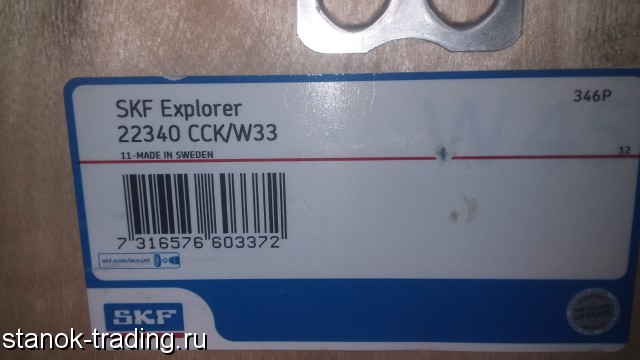 SKF Explorer
346P
22340 CCK/W33
11-MADE IN SWEDEN
12
7 316576 603372
skf.com/mount
SKF
stanok-trading.ru